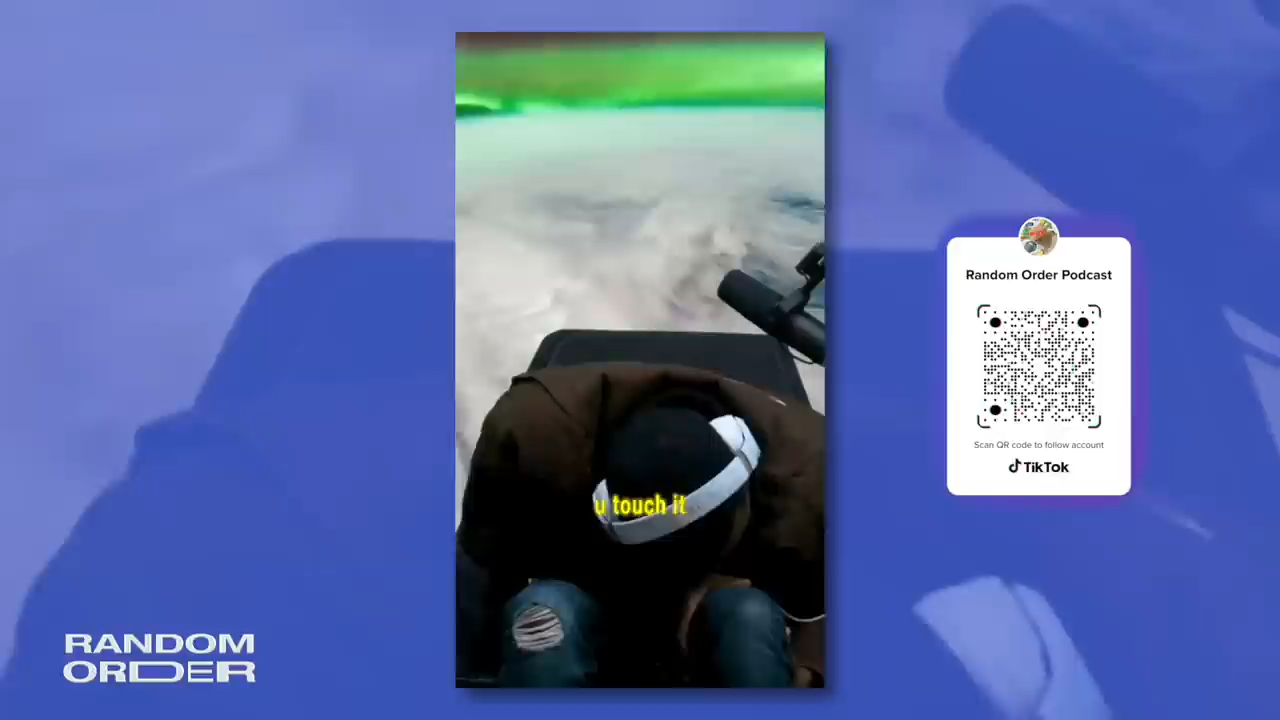 u touch it
Random Order Podcast
Scan QR code to follow account
TikTok
RANDOM
ORDER